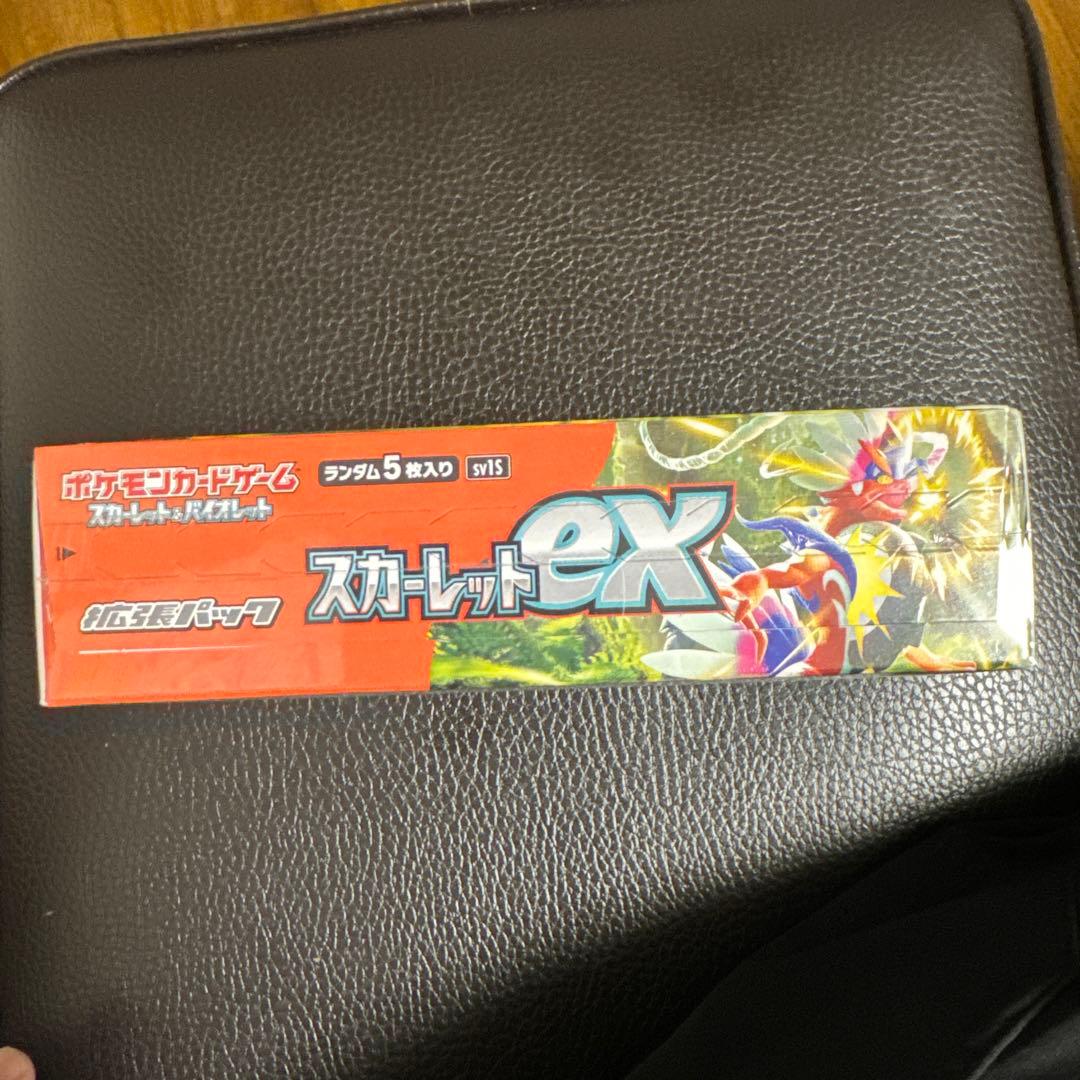 ポケモンカードゲーム
スカーレット&バイオレット
ランダム5枚入り sv1S
スカーレットex
拡張パック